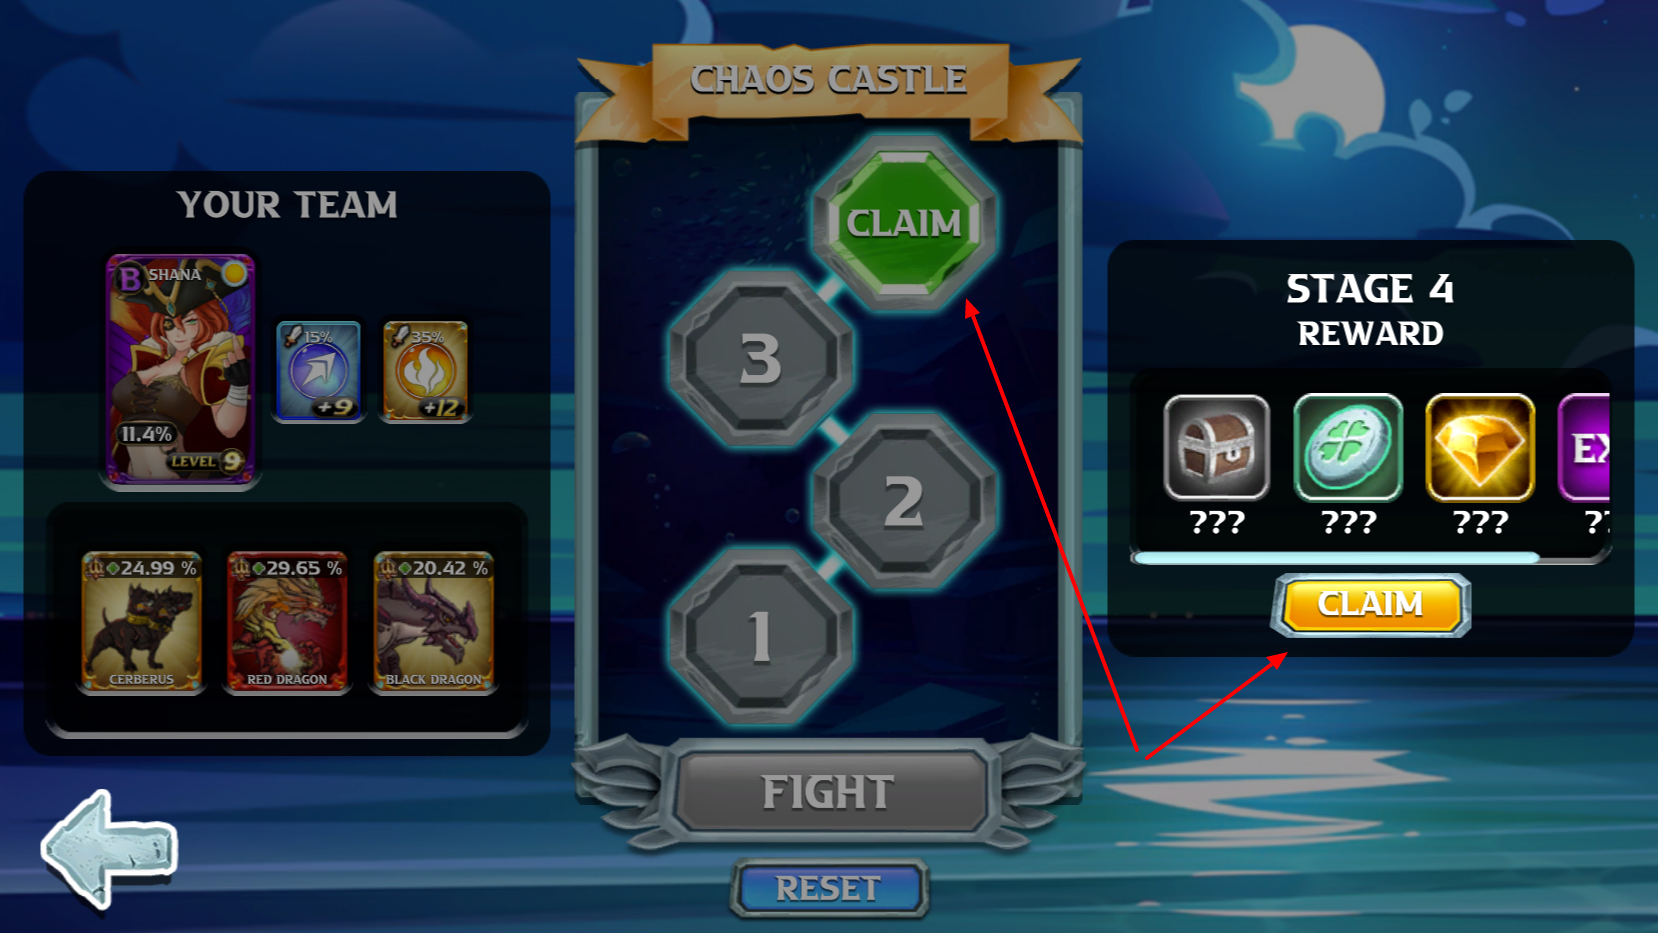 CHAOS CASTLE
YOUR TEAM
B SHANA
15%
+9
35%
+12
11.4%
LEVEL 9
24.99 %
CERBERUS
29.65 %
RED DRAGON
20.42 %
BLACK DRAGON
CLAIM
3
2
1
FIGHT
RESET
STAGE 4
REWARD
EX
???
???
???
??
CLAIM